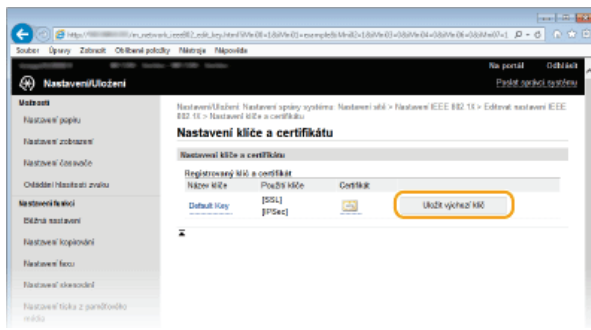 Soubor Úpravy Zobrazit Oblíbené položky Nástroje Nápověda
Na portál Odhlásit
Nastavení/Uložení
Poslat správci systému
Možnosti
Nastavení papíru
Nastavení zobrazení
Nastavení časovače
Ovládání hlasitosti zvuku
Nastavení funkcí
Běžná nastavení
Nastavení kopírování
Nastavení faxu
Nastavení skenování
Nastavení tisku z paměťového
média
Nastavení/Uložení: Nastavení správy systému: Nastavení sítě > Nastavení IEEE 802.1X > Editovat nastavení IEEE
802.1X > Nastavení klíče a certifikátu
Nastavení klíče a certifikátu
Nastavení klíče a certifikátu
Registrovaný klíč a certifikát
Název klíče Použití klíče Certifikát
Default Key [SSL] Uložit výchozí klíč
[IPSec]